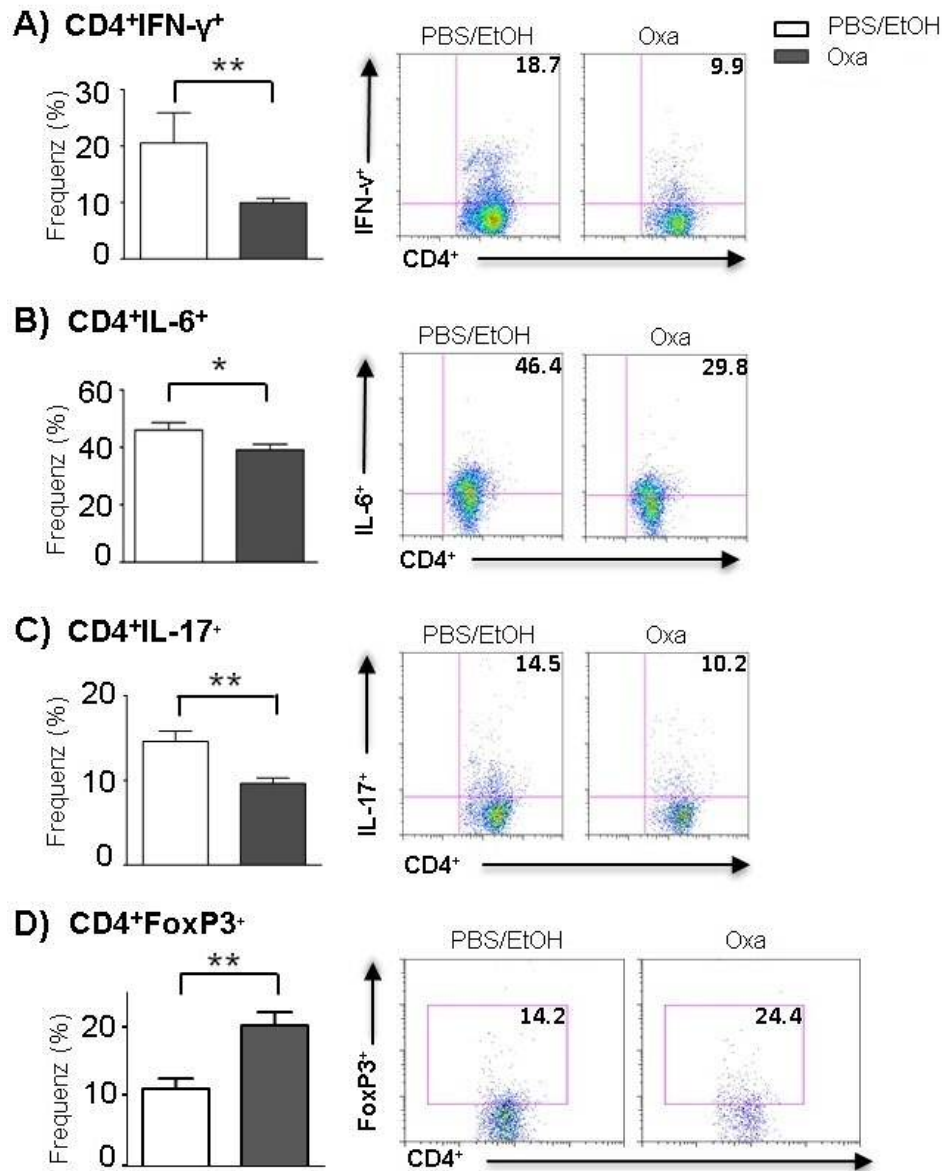 A) CD4⁺IFN-γ⁺
PBS/EtOH
Oxa
PBS/EtOH
Oxa
**
Frequenz (%)
30
20
10
0
18.7
9.9
IFN-γ⁺
CD4⁺
B) CD4⁺IL-6⁺
PBS/EtOH
Oxa
*
Frequenz (%)
60
40
20
0
46.4
29.8
IL-6⁺
CD4⁺
C) CD4⁺IL-17⁺
PBS/EtOH
Oxa
**
Frequenz (%)
20
10
0
14.5
10.2
IL-17⁺
CD4⁺
D) CD4⁺FoxP3⁺
PBS/EtOH
Oxa
**
Frequenz (%)
20
10
0
14.2
24.4
FoxP3⁺
CD4⁺